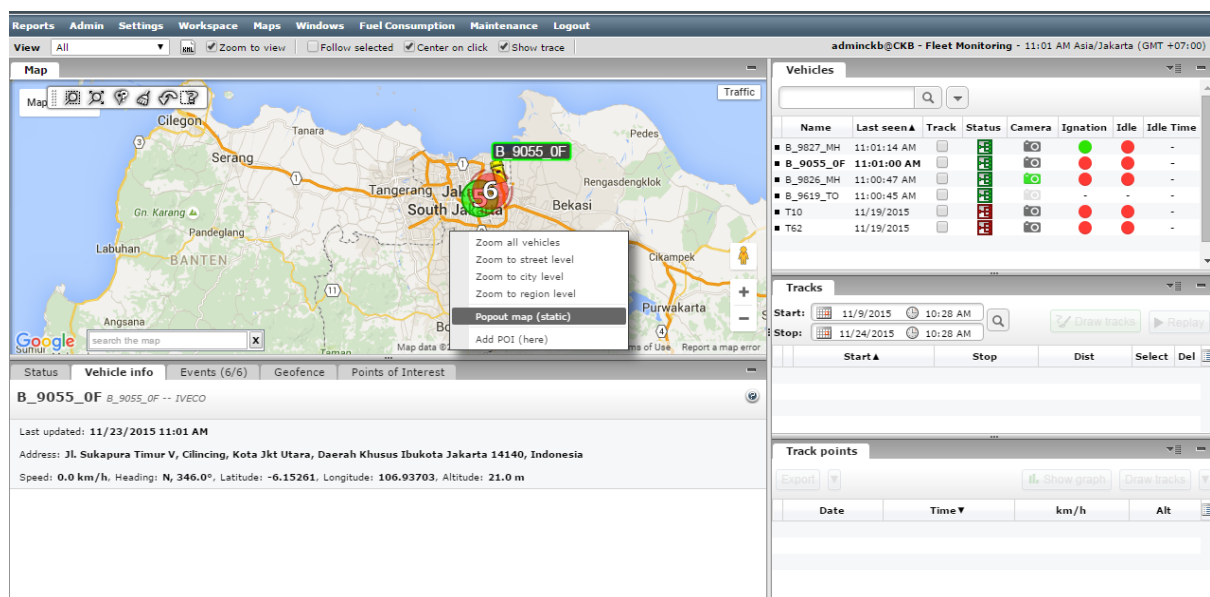 Reports Admin Settings Workspace Maps Windows Fuel Consumption Maintenance Logout
View All KML Zoom to view Follow selected Center on click Show trace adminckb@CKB - Fleet Monitoring - 11:01 AM Asia/Jakarta (GMT +07:00)
Map
Map
Traffic
Cilegon
Tanara
Pedes
Serang
B_9055_0F
Tangerang
Rengasdengklok
South
5
6
Bekasi
Gn. Karang
Pandeglang
Labuhan
BANTEN
Cikampek
Purwakarta
Angsana
Taman
Zoom all vehicles
Zoom to street level
Zoom to city level
Zoom to region level
Popout map (static)
Add POI (here)
Google
search the map X
Map data
of Use Report a map error
Status Vehicle info Events (6/6) Geofence Points of Interest
B_9055_0F B_9055_0F -- IVECO
Last updated: 11/23/2015 11:01 AM
Address: Jl. Sukapura Timur V, Cilincing, Kota Jkt Utara, Daerah Khusus Ibukota Jakarta 14140, Indonesia
Speed: 0.0 km/h, Heading: N, 346.0°, Latitude: -6.15261, Longitude: 106.93703, Altitude: 21.0 m
Vehicles
Name Last seen▲ Track Status Camera Ignation Idle Idle Time
B_9827_MH 11:01:14 AM -
B_9055_0F 11:01:00 AM -
B_9826_MH 11:00:47 AM -
B_9619_TO 11:00:45 AM - - -
T10 11/19/2015 -
T62 11/19/2015 -
Tracks
Start: 11/9/2015 10:28 AM
Stop: 11/24/2015 10:28 AM
Draw tracks Replay
Start▲ Stop Dist Select Del
Track points
Export Show graph Draw tracks
Date Time▼ km/h Alt